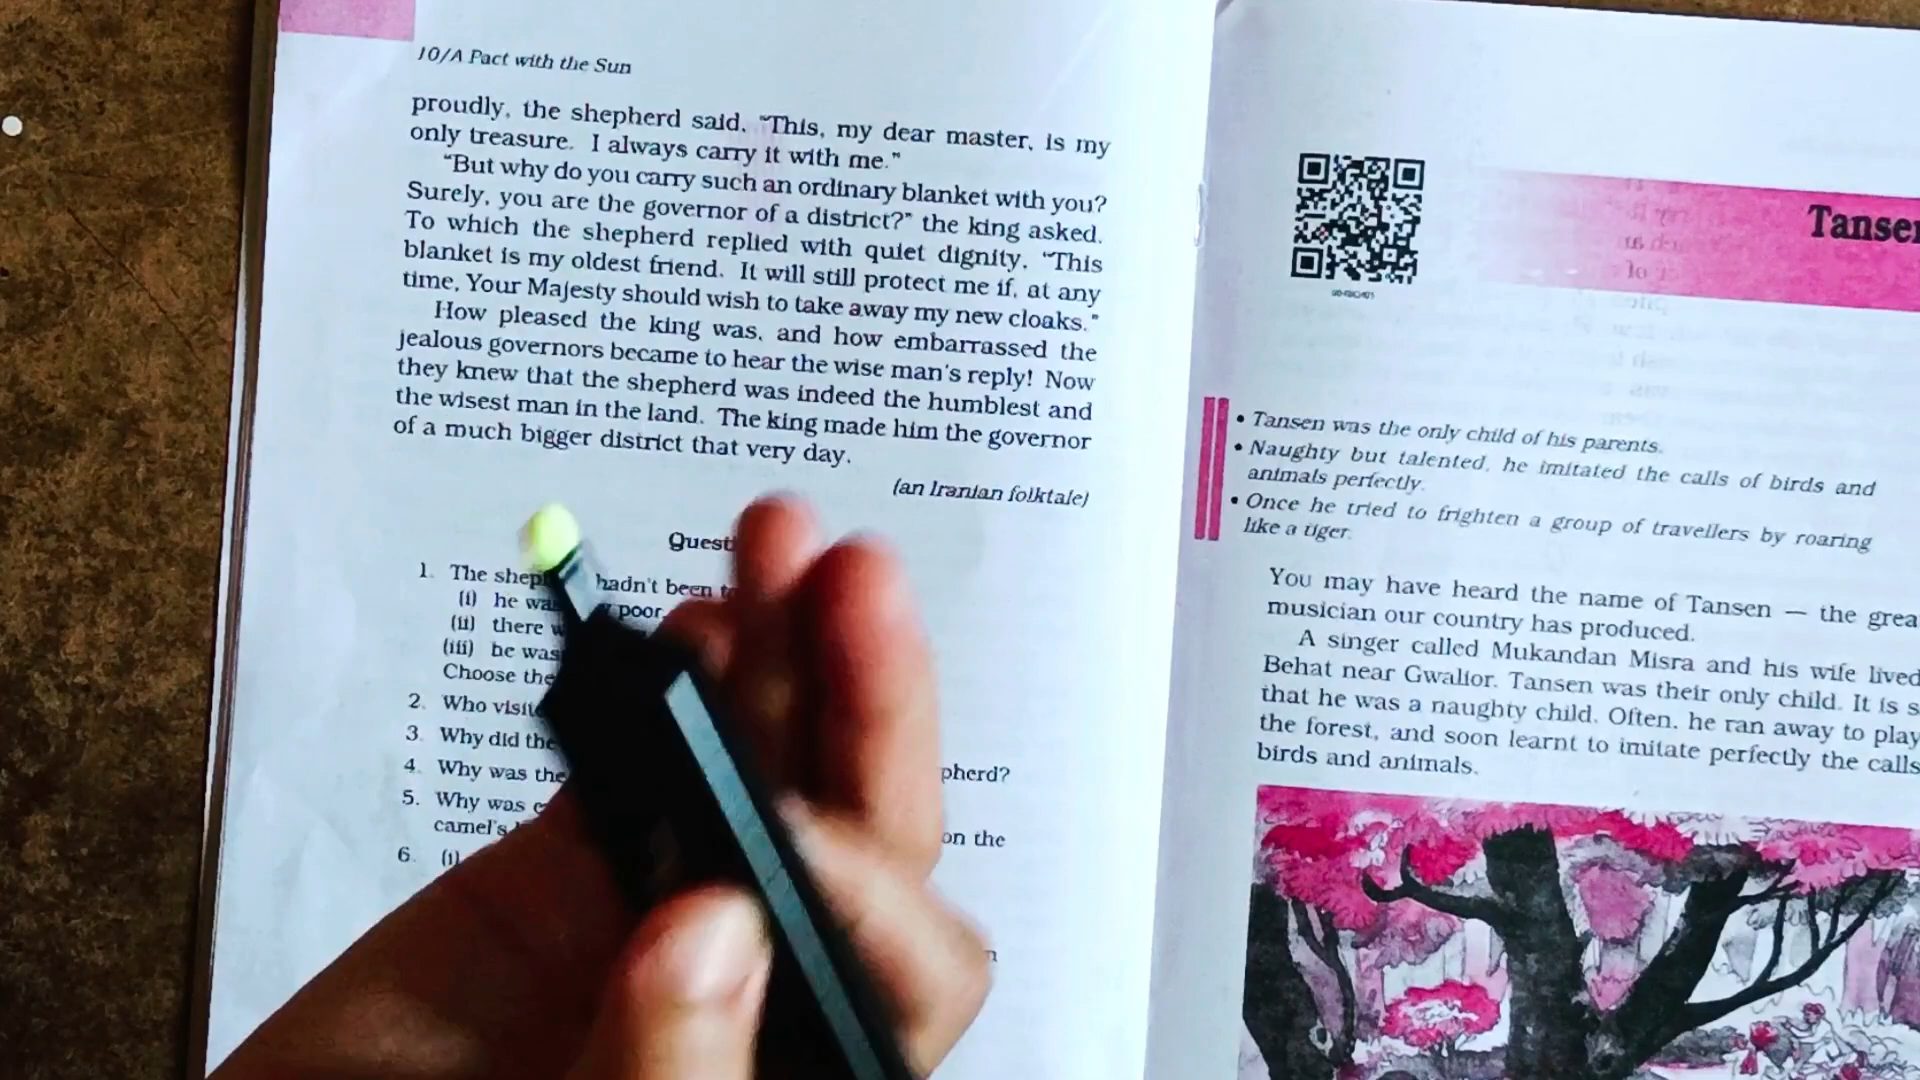 10/A Pact with the Sun
proudly, the shepherd said, “This, my dear master, is my
only treasure. I always carry it with me.”
“But why do you carry such an ordinary blanket with you?
Surely, you are the governor of a district?” the king asked.
To which the shepherd replied with quiet dignity, “This
blanket is my oldest friend. It will still protect me if, at any
time, Your Majesty should wish to take away my new cloaks.”
How pleased the king was, and how embarrassed the
jealous governors became to hear the wise man's reply! Now
they knew that the shepherd was indeed the humblest and
the wisest man in the land. The king made him the governor
of a much bigger district that very day.
(an Iranian folktale)
Quest
1. The shep hadn't been t
(i) he was poor.
(ii) there w
(iii) he was
Choose the
2. Who visite
3. Why did the
4. Why was the pherd?
5. Why was
camel's on the
6. (i)
Tansen
• Tansen was the only child of his parents.
• Naughty but talented, he imitated the calls of birds and
animals perfectly.
• Once he tried to frighten a group of travellers by roaring
like a tiger.
You may have heard the name of Tansen — the grea
musician our country has produced.
A singer called Mukandan Misra and his wife lived
Behat near Gwalior. Tansen was their only child. It is s
that he was a naughty child. Often, he ran away to play
the forest, and soon learnt to imitate perfectly the calls
birds and animals.